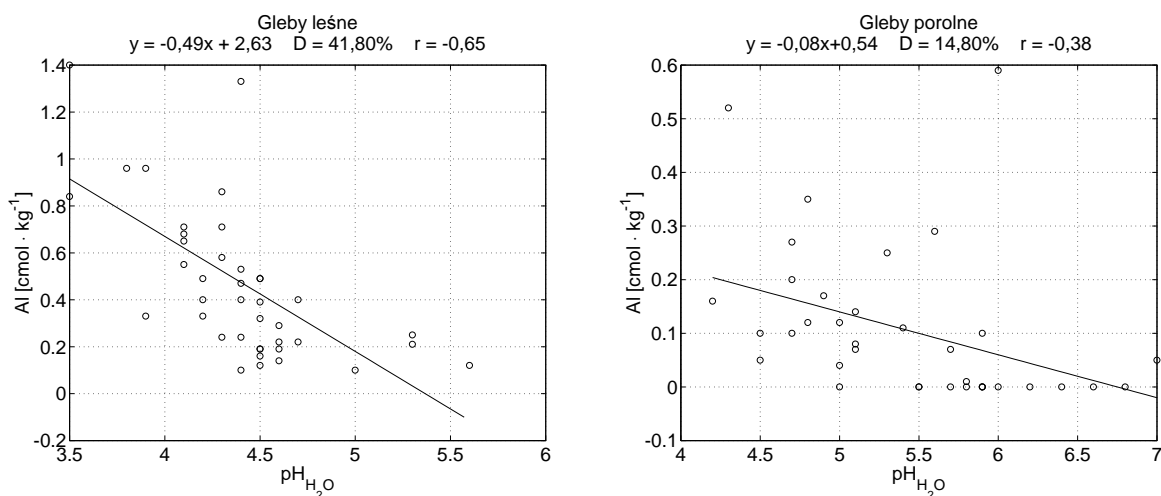 Gleby leśne
y = -0,49x + 2,63 D = 41,80% r = -0,65
1.4
1.2
1
0.8
0.6
0.4
0.2
0
-0.2
Al [cmol · kg-1]
3.5 4 4.5 5 5.5 6
pHH2O
Gleby porolne
y = -0,08x+0,54 D = 14,80% r = -0,38
0.6
0.5
0.4
0.3
0.2
0.1
0
-0.1
Al [cmol · kg-1]
4 4.5 5 5.5 6 6.5 7
pHH2O